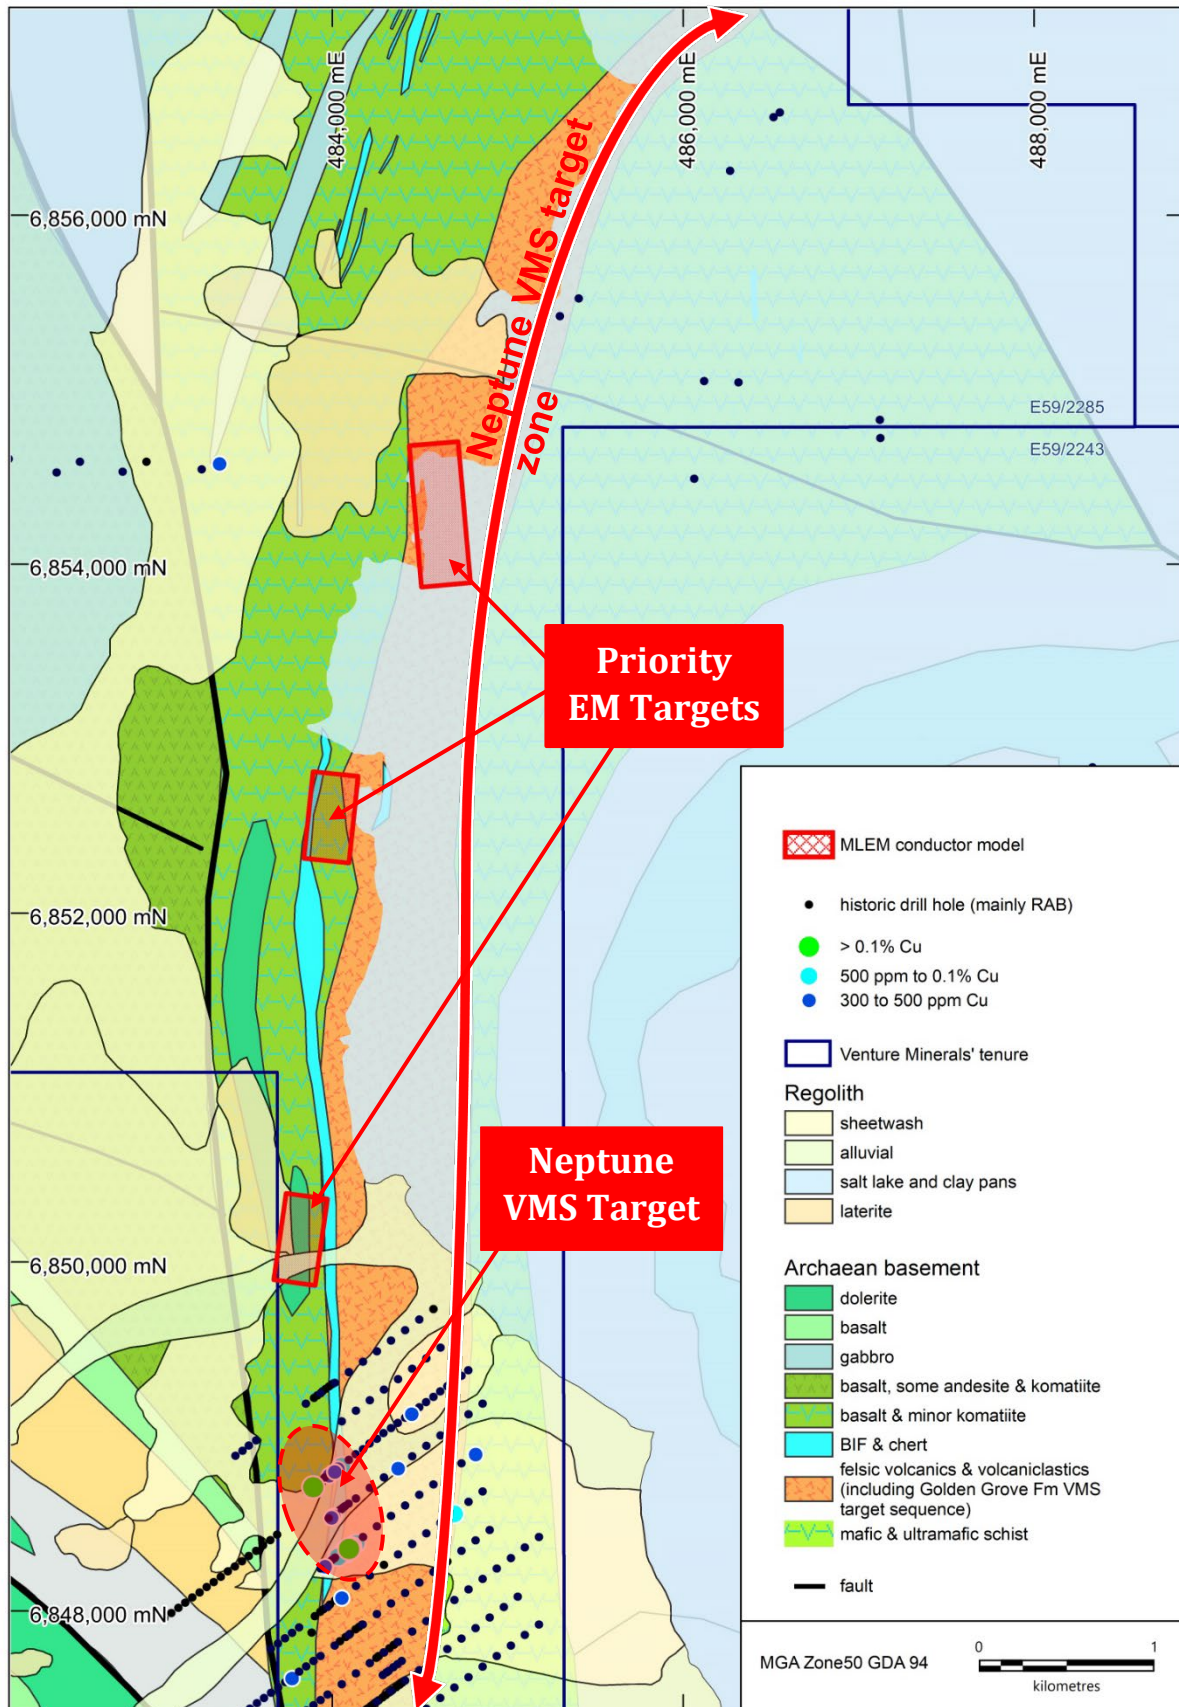 484,000 mE
486,000 mE
488,000 mE
6,856,000 mN
Neptune VMS target
zone
E59/2285
E59/2243
6,854,000 mN
Priority
EM Targets
6,852,000 mN
MLEM conductor model
historic drill hole (mainly RAB)
> 0.1% Cu
500 ppm to 0.1% Cu
300 to 500 ppm Cu
Venture Minerals' tenure
Regolith
sheetwash
alluvial
salt lake and clay pans
laterite
Neptune
VMS Target
6,850,000 mN
Archaean basement
dolerite
basalt
gabbro
basalt, some andesite & komatiite
basalt & minor komatiite
BIF & chert
felsic volcanics & volcaniclastics
(including Golden Grove Fm VMS
target sequence)
mafic & ultramafic schist
fault
6,848,000 mN
MGA Zone50 GDA 94
0 1
kilometres